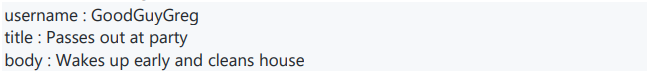 username : GoodGuyGreg
title : Passes out at party
body : Wakes up early and cleans house